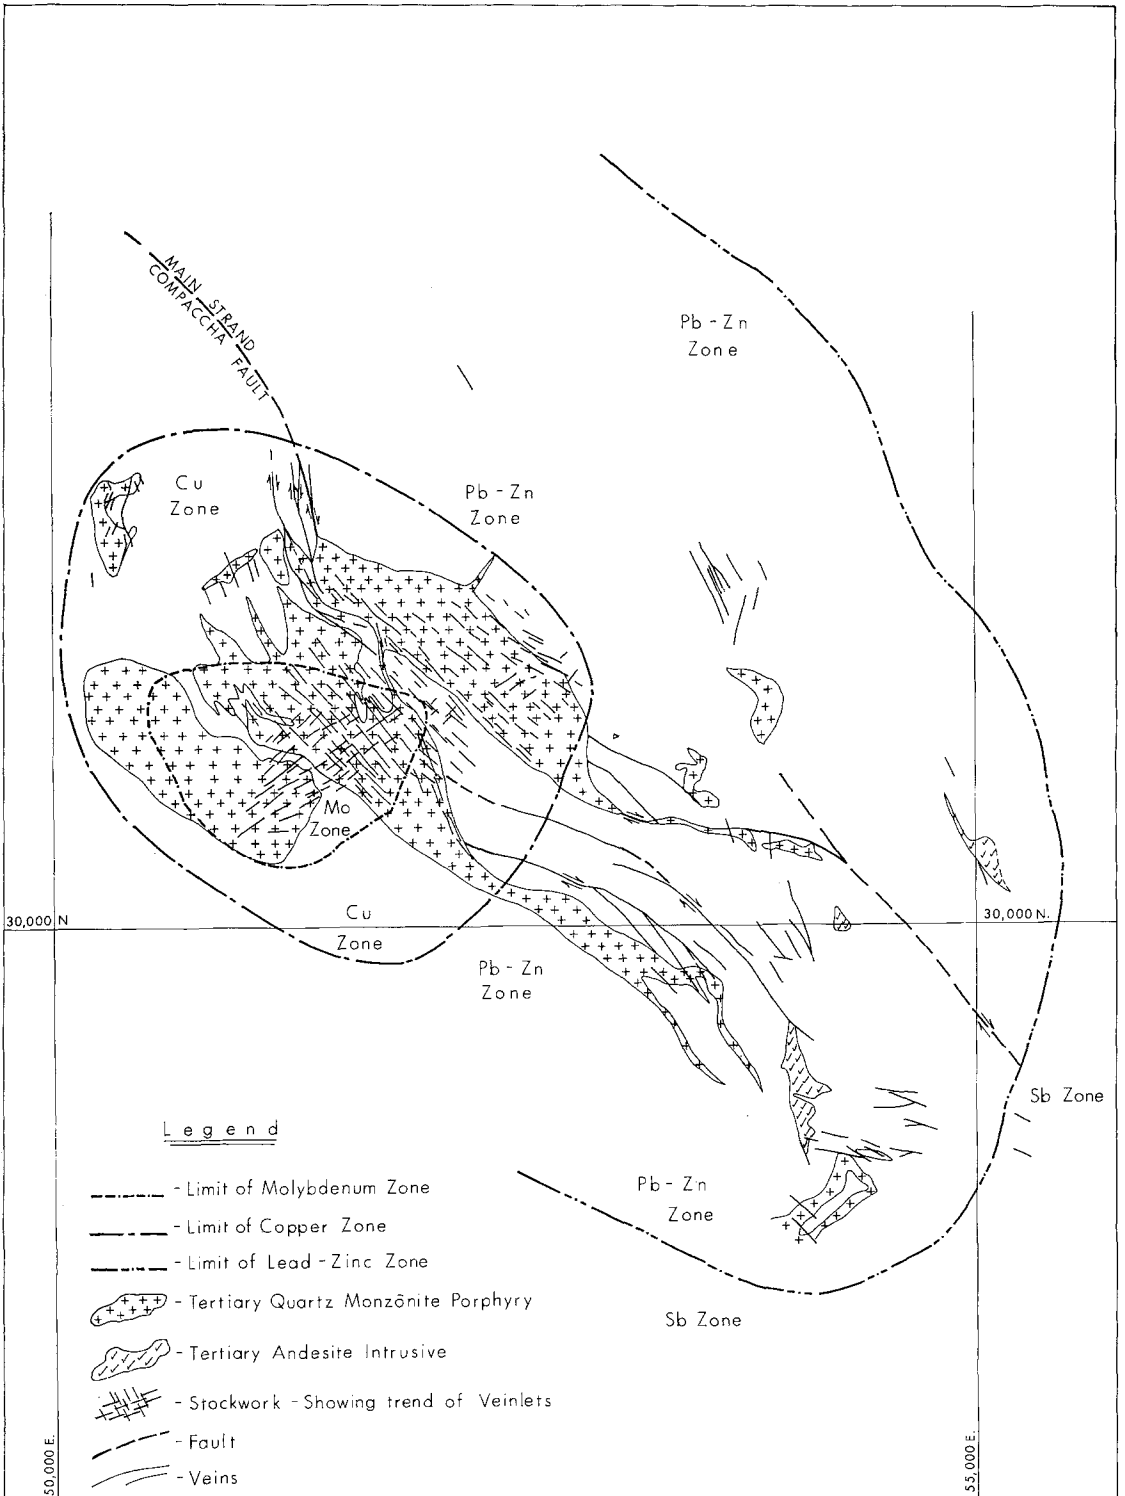 MAIN STRAND
COMPACCHA FAULT
Pb-Zn
Zone
Cu
Zone
Pb-Zn
Zone
Mo
Zone
30,000 N
30,000 N.
Cu
Zone
Pb-Zn
Zone
Sb Zone
Legend
Pb-Zn
Zone
- Limit of Molybdenum Zone
- Limit of Copper Zone
- Limit of Lead-Zinc Zone
- Tertiary Quartz Monzōnite Porphyry
Sb Zone
- Tertiary Andesite Intrusive
- Stockwork - Showing trend of Veinlets
- Fault
- Veins
50,000 E.
55,000 E.